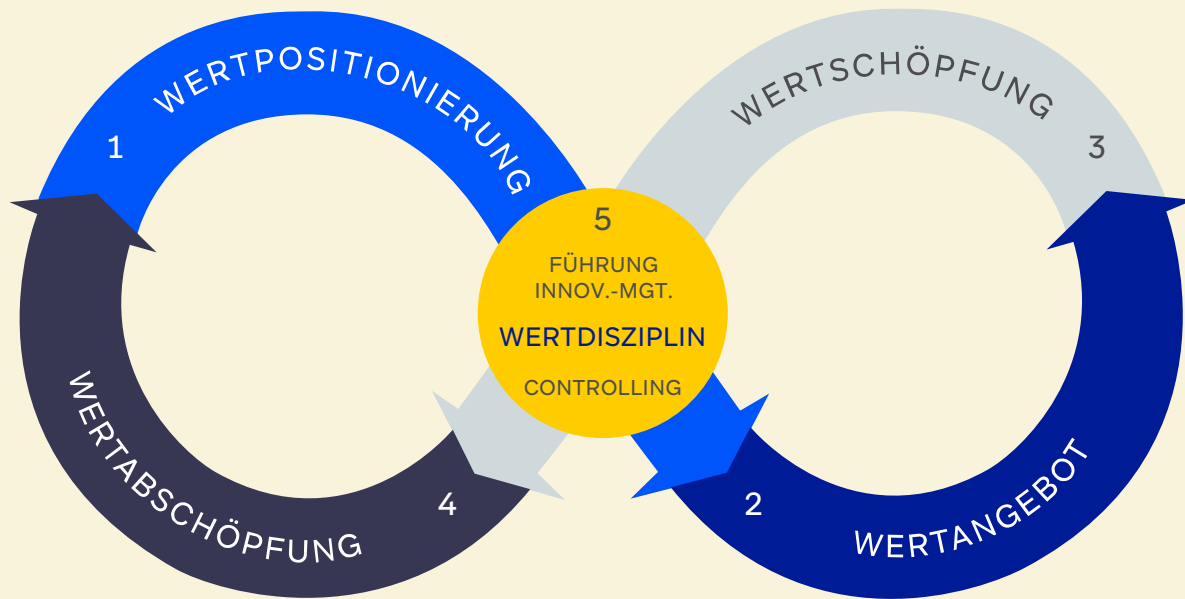 1
WERTPOSITIONIERUNG
WERTSCHÖPFUNG
3
5
FÜHRUNG
INNOV.-MGT.
WERTDISZIPLIN
CONTROLLING
WERTABSCHÖPFUNG
4
2
WERTANGEBOT